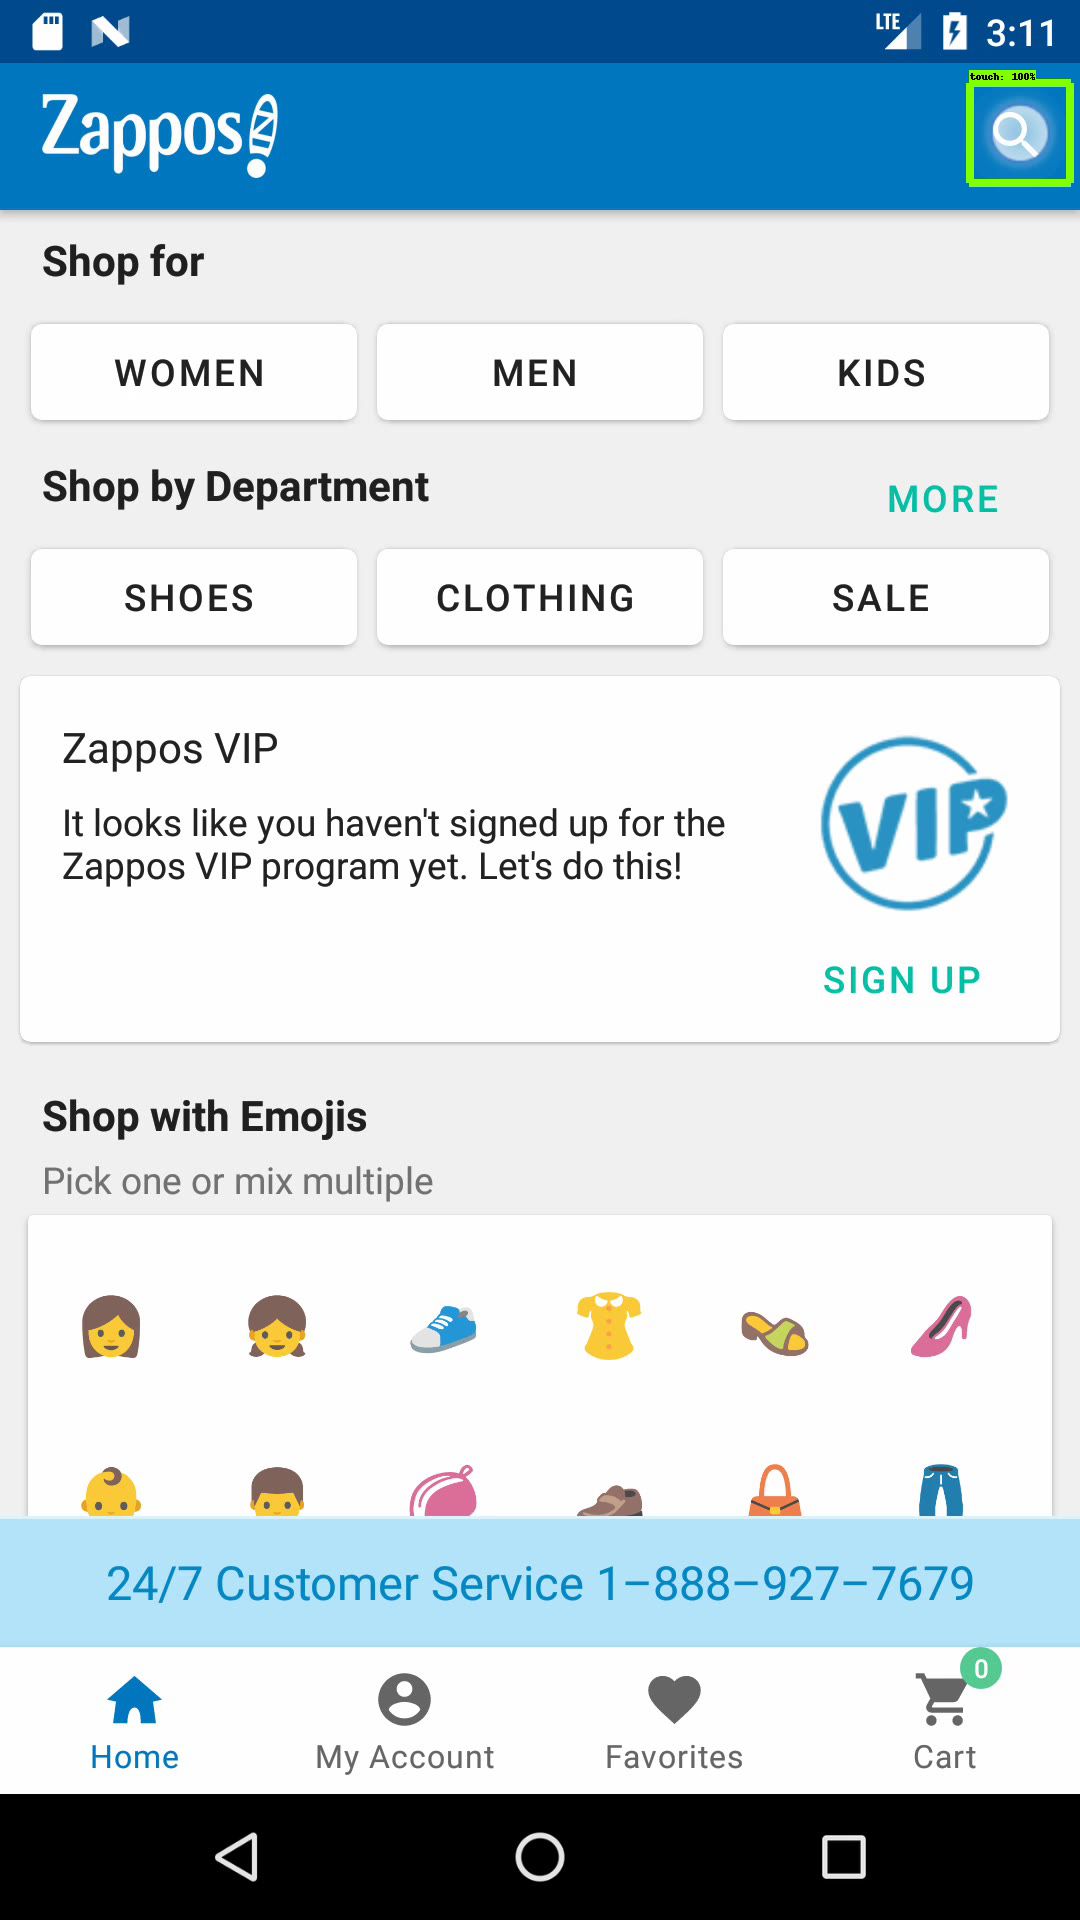 LTE 3:11
touch: 100%
Zappos
Shop for
WOMEN MEN KIDS
Shop by Department MORE
SHOES CLOTHING SALE
Zappos VIP
It looks like you haven't signed up for the
Zappos VIP program yet. Let's do this!
VIP
SIGN UP
Shop with Emojis
Pick one or mix multiple
24/7 Customer Service 1–888–927–7679
0
Home My Account Favorites Cart